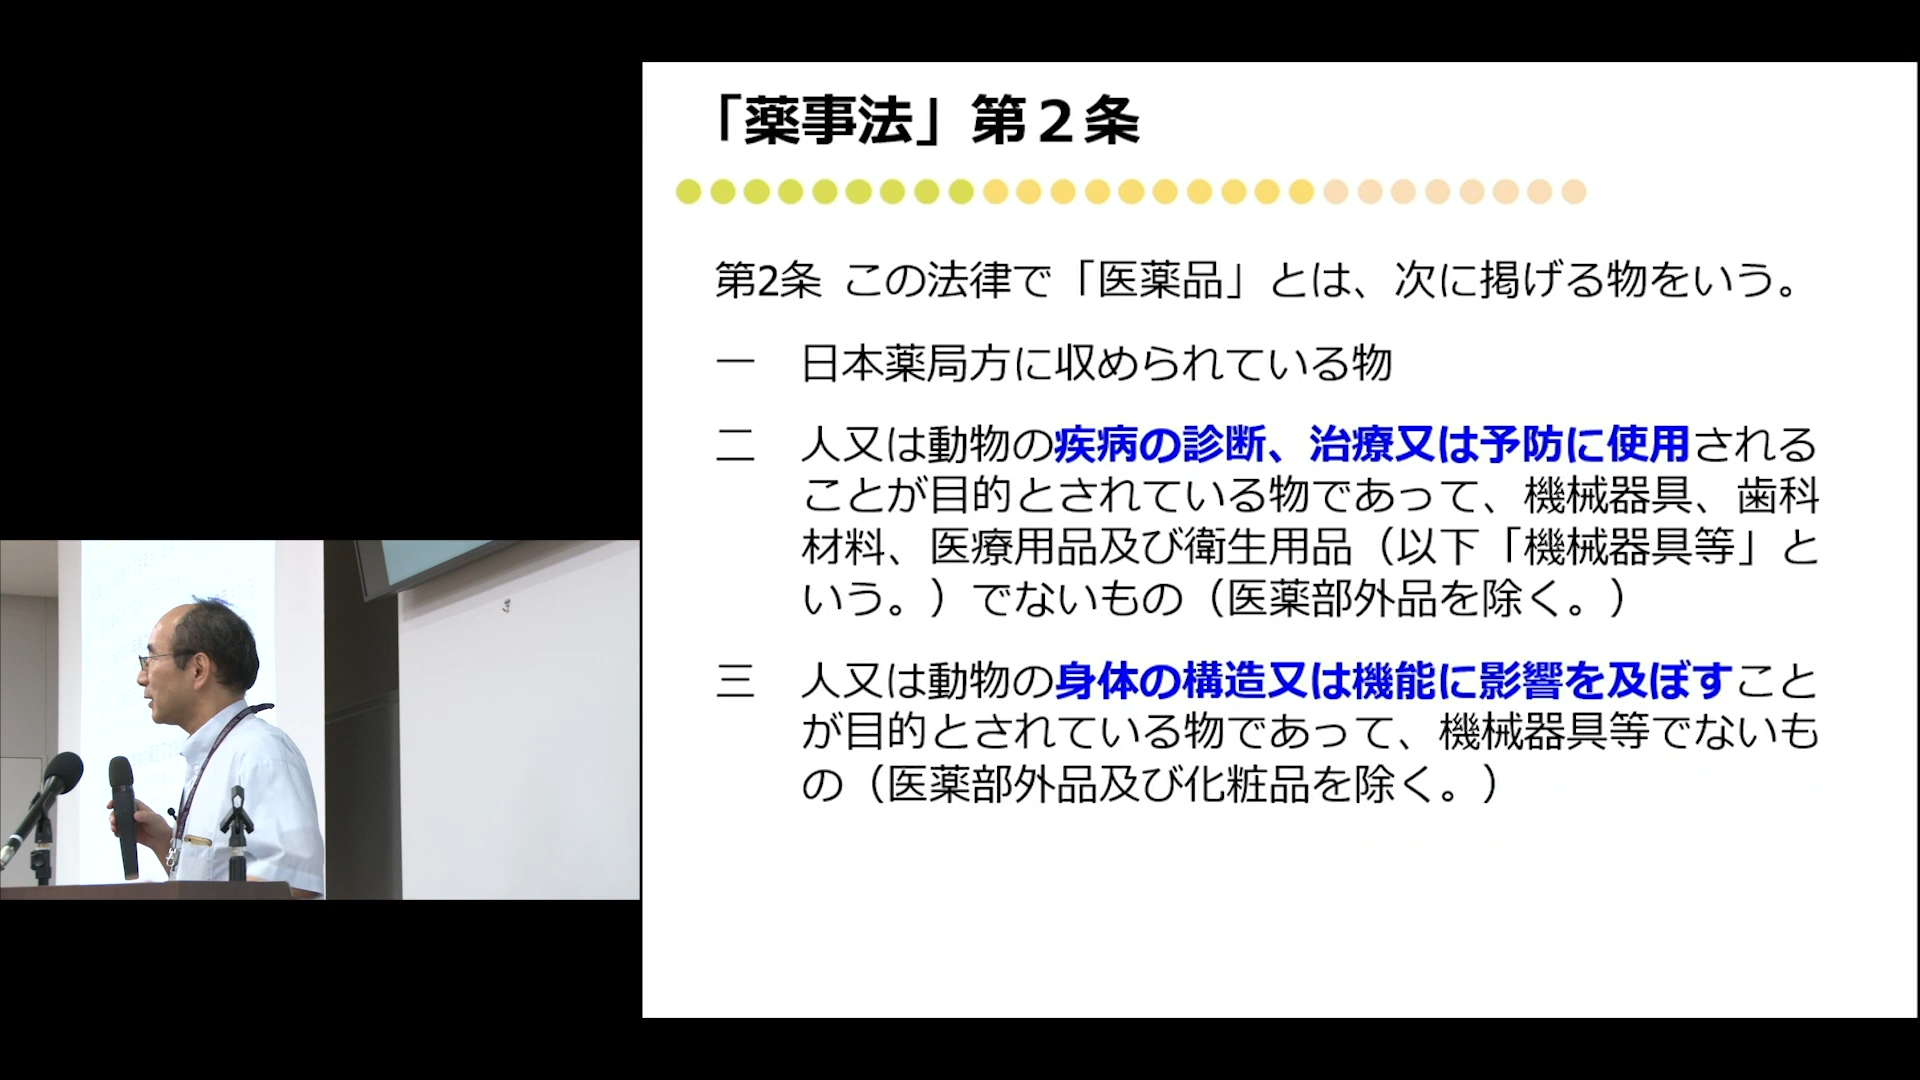 「薬事法」第２条
第2条 この法律で「医薬品」とは、次に掲げる物をいう。
一 日本薬局方に収められている物
二 人又は動物の疾病の診断、治療又は予防に使用される
ことが目的とされている物であって、機械器具、歯科
材料、医療用品及び衛生用品（以下「機械器具等」と
いう。）でないもの（医薬部外品を除く。）
三 人又は動物の身体の構造又は機能に影響を及ぼすこと
が目的とされている物であって、機械器具等でないも
の（医薬部外品及び化粧品を除く。）